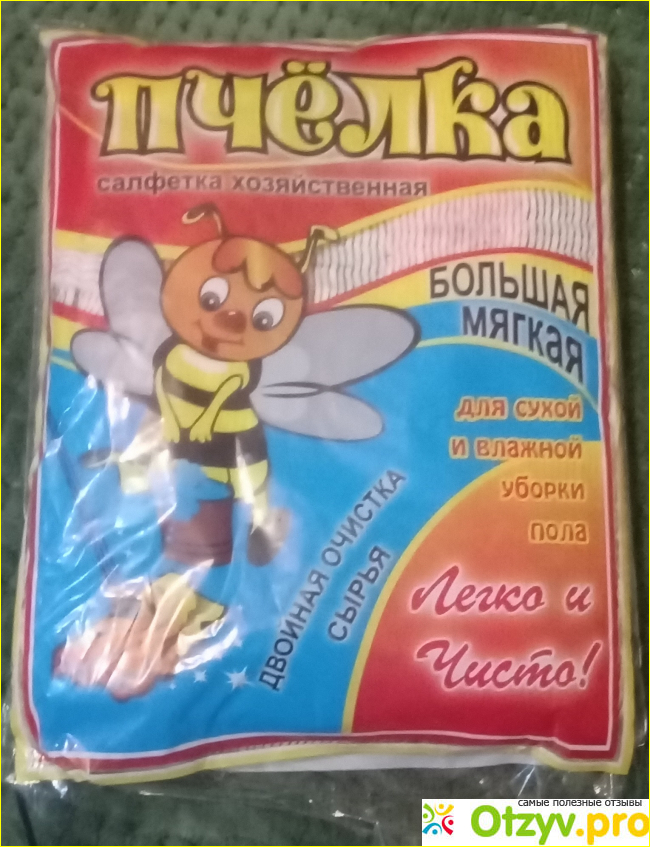 пчёлка
салфетка хозяйственная
БОЛЬШАЯ
МЯГКАЯ
для сухой
и влажной
уборки
пола
ДВОЙНАЯ ОЧИСТКА
СЫРЬЯ
Легко и
Чисто!
самые полезные отзывы
Otzyv.pro